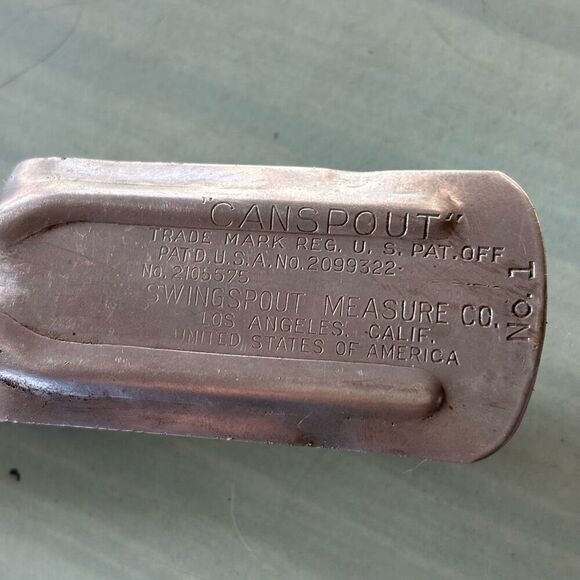 "CANSPOUT"
TRADE MARK REG. U. S. PAT. OFF
PAT'D. U.S.A. No. 2099322-
No. 2105575
SWINGSPOUT MEASURE CO.
LOS ANGELES. CALIF.
UNITED STATES OF AMERICA
NO. 1